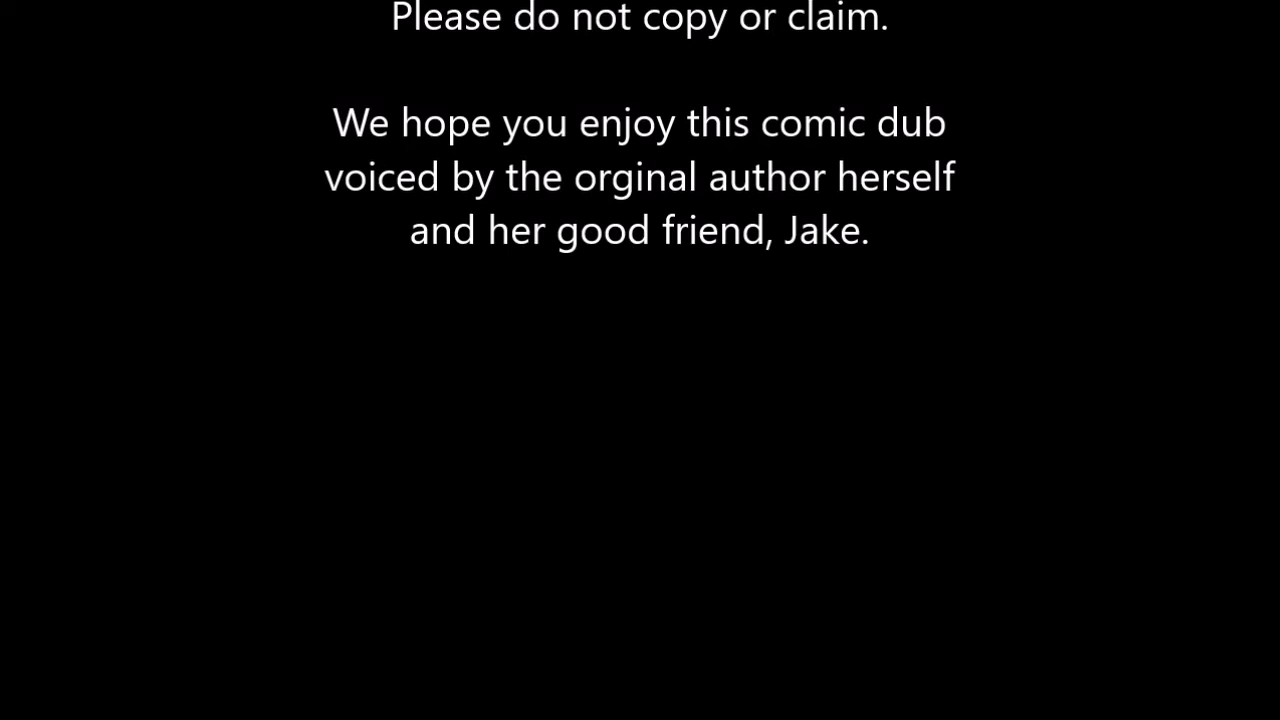 Please do not copy or claim.
We hope you enjoy this comic dub
voiced by the orginal author herself
and her good friend, Jake.